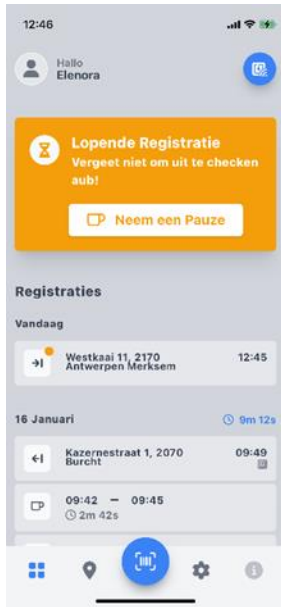 12:46
Hallo
Elenora
Lopende Registratie
Vergeet niet om uit te checken
aub!
Neem een Pauze
Registraties
Vandaag
Westkaai 11, 2170
Antwerpen Merksem
12:45
16 Januari
9m 12s
Kazernestraat 1, 2070
Burcht
09:49
09:42 — 09:45
2m 42s